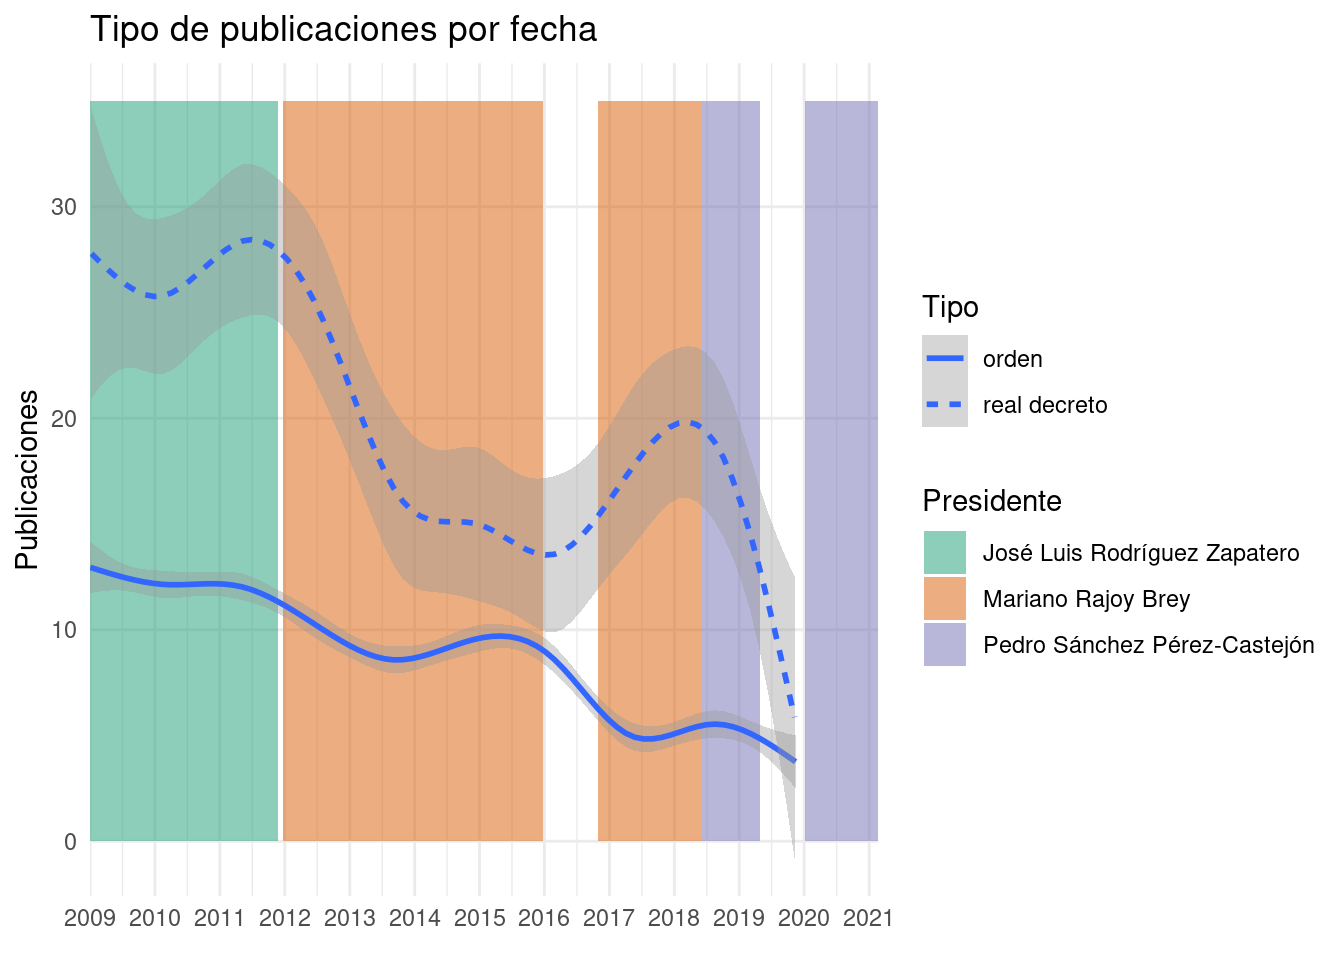 Tipo de publicaciones por fecha
Publicaciones
30
20
10
0
2009 2010 2011 2012 2013 2014 2015 2016 2017 2018 2019 2020 2021
Tipo
orden
real decreto
Presidente
José Luis Rodríguez Zapatero
Mariano Rajoy Brey
Pedro Sánchez Pérez-Castejón